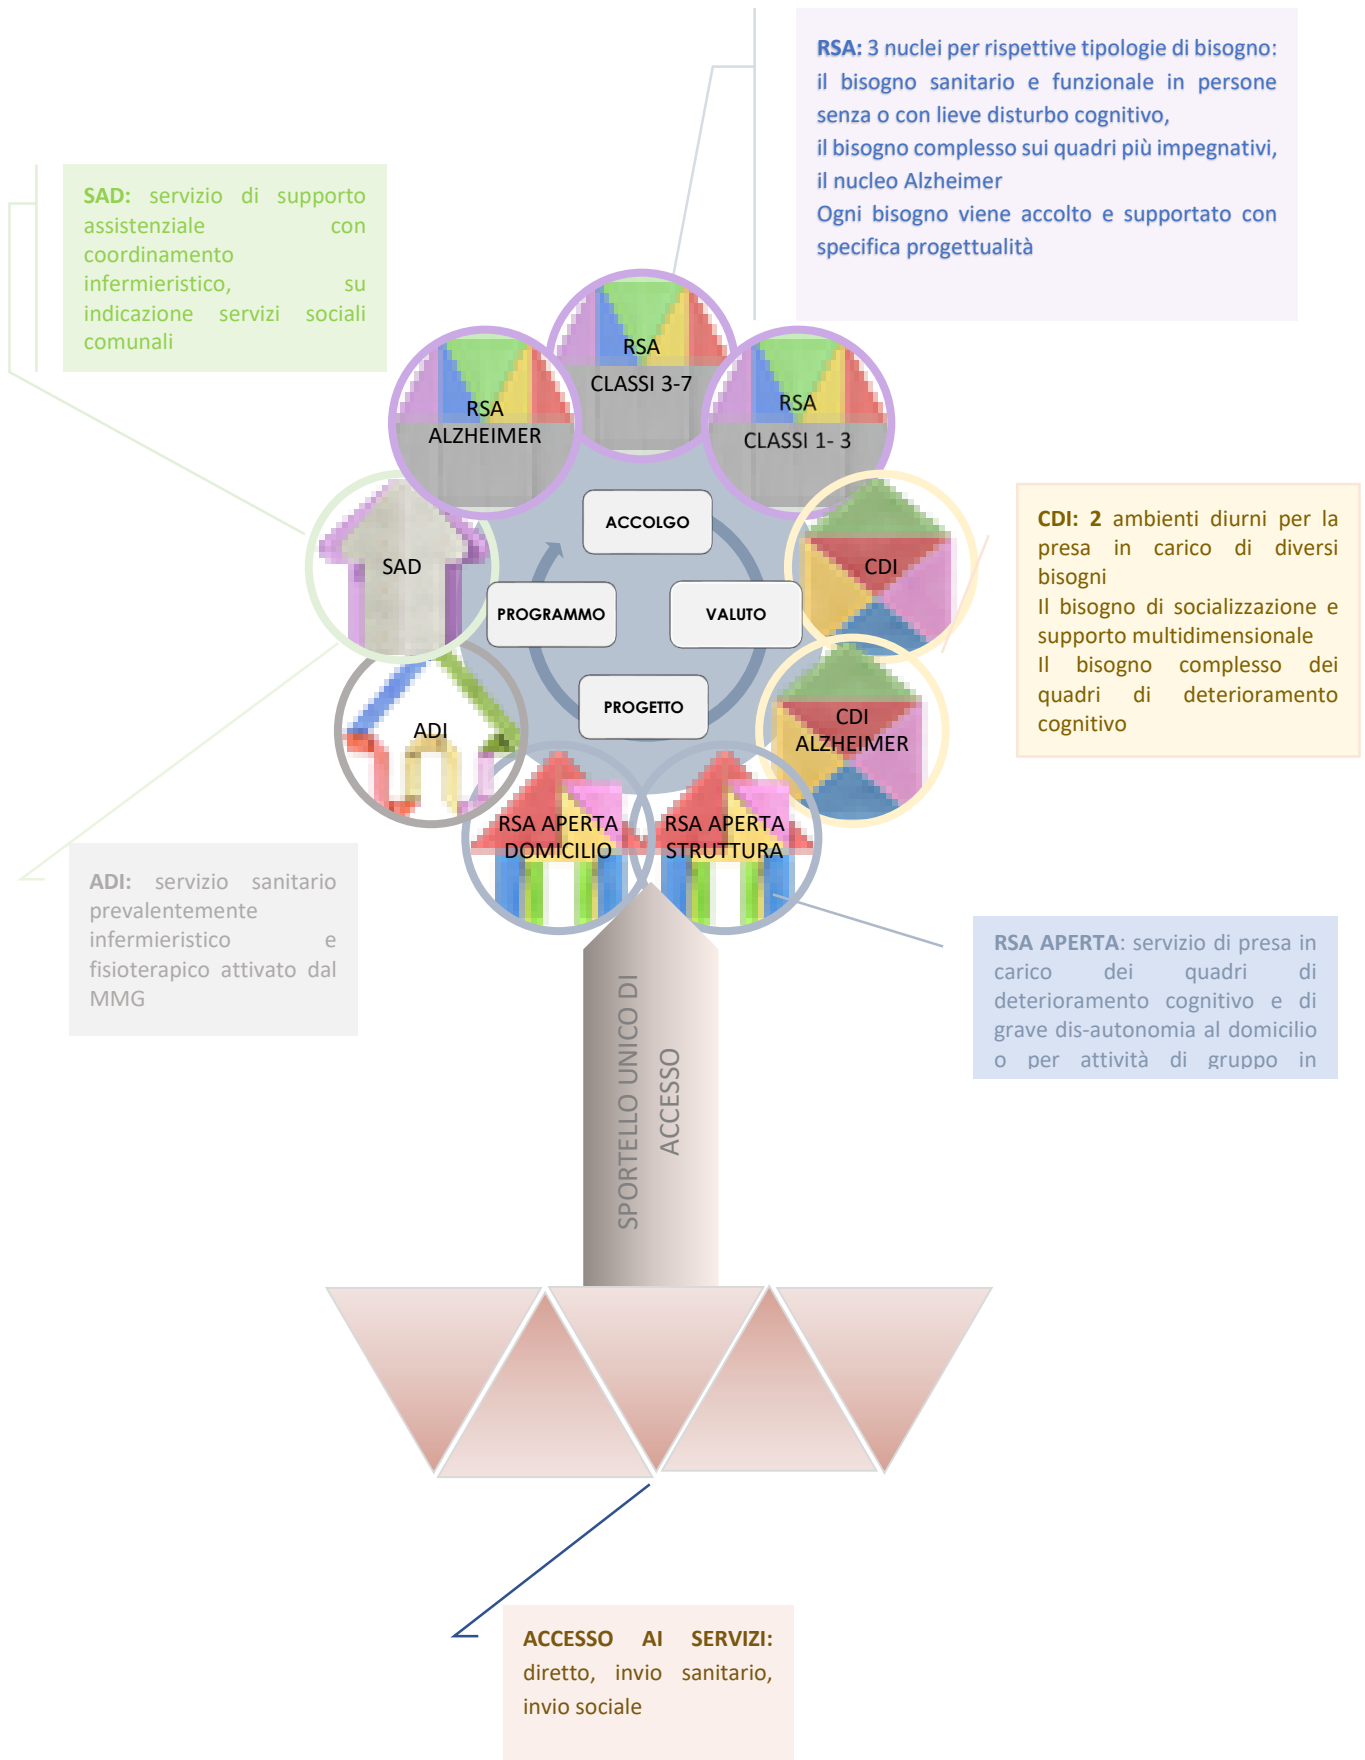 RSA: 3 nuclei per rispettive tipologie di bisogno:
il bisogno sanitario e funzionale in persone
senza o con lieve disturbo cognitivo,
il bisogno complesso sui quadri più impegnativi,
il nucleo Alzheimer
Ogni bisogno viene accolto e supportato con
specifica progettualità
SAD: servizio di supporto
assistenziale con
coordinamento
infermieristico, su
indicazione servizi sociali
comunali
RSA
CLASSI 3-7
RSA
ALZHEIMER
RSA
CLASSI 1- 3
ACCOLGO
SAD
CDI
PROGRAMMO
VALUTO
PROGETTO
ADI
CDI
ALZHEIMER
CDI: 2 ambienti diurni per la
presa in carico di diversi
bisogni
Il bisogno di socializzazione e
supporto multidimensionale
Il bisogno complesso dei
quadri di deterioramento
cognitivo
RSA APERTA
DOMICILIO
RSA APERTA
STRUTTURA
ADI: servizio sanitario
prevalentemente
infermieristico e
fisioterapico attivato dal
MMG
RSA APERTA: servizio di presa in
carico dei quadri di
deterioramento cognitivo e di
grave dis-autonomia al domicilio
o per attività di gruppo in
SPORTELLO UNICO DI
ACCESSO
ACCESSO AI SERVIZI:
diretto, invio sanitario,
invio sociale